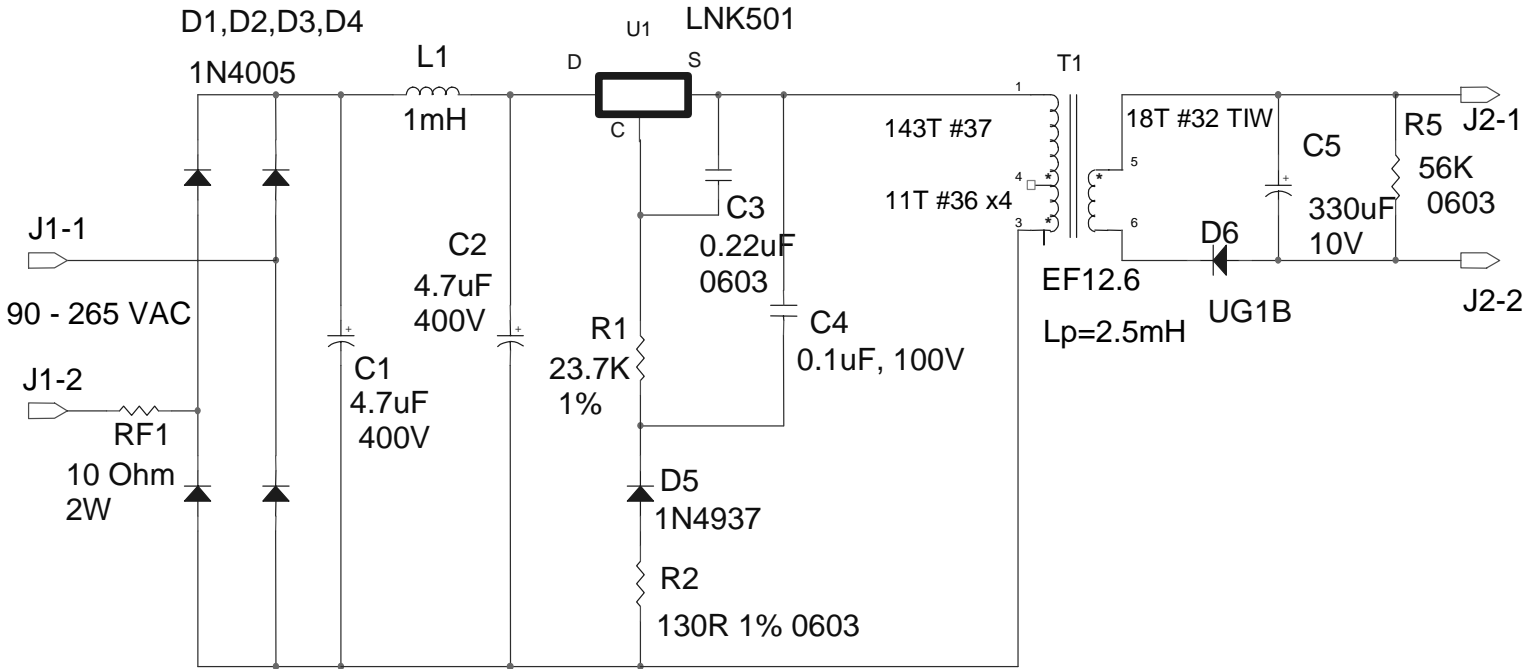 D1,D2,D3,D4
1N4005
L1
1mH
U1
LNK501
D
S
C
T1
1
143T #37
4
*
11T #36 x4
3
*
EF12.6
Lp=2.5mH
18T #32 TIW
5
*
6
D6
UG1B
C5
+
330uF
10V
R5
56K
0603
J2-1
J2-2
J1-1
90 - 265 VAC
J1-2
RF1
10 Ohm
2W
+
C1
4.7uF
400V
C2
4.7uF
400V
+
C3
0.22uF
0603
R1
23.7K
1%
C4
0.1uF, 100V
D5
1N4937
R2
130R 1% 0603